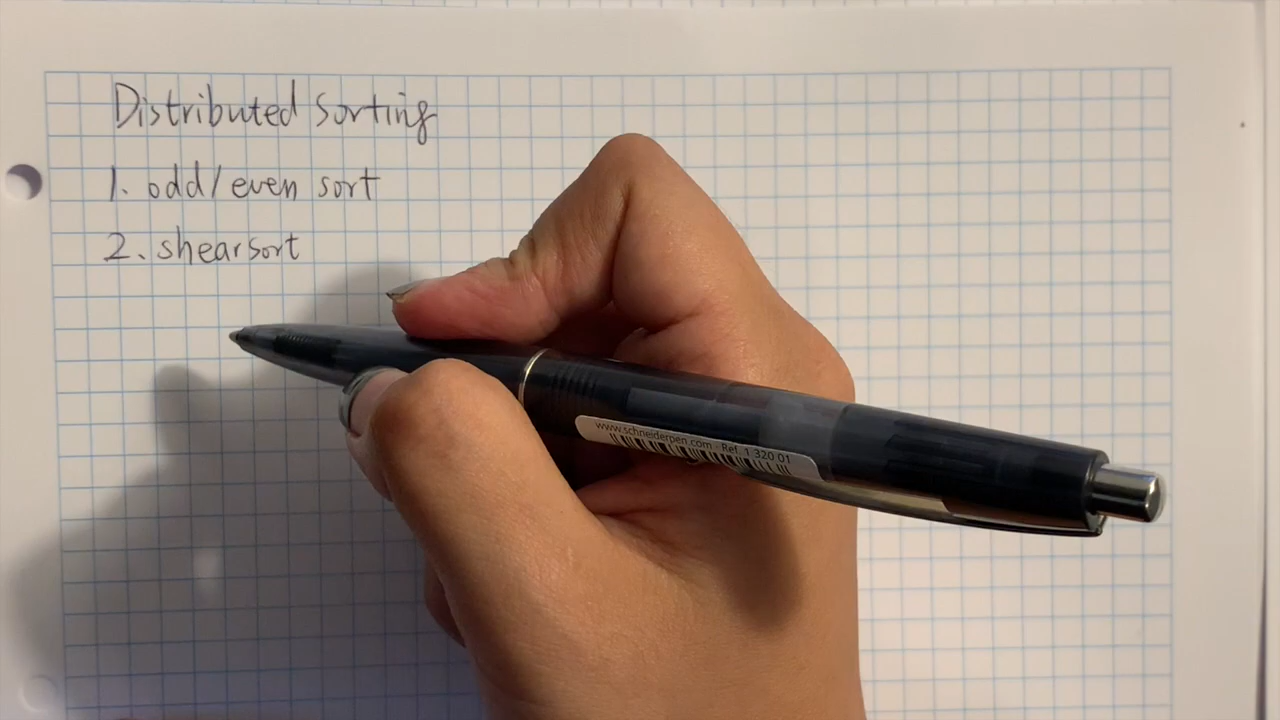 Distributed sorting
1. odd/even sort
2. shearsort
www.schneiderpen.com - Ref. 1 320 01